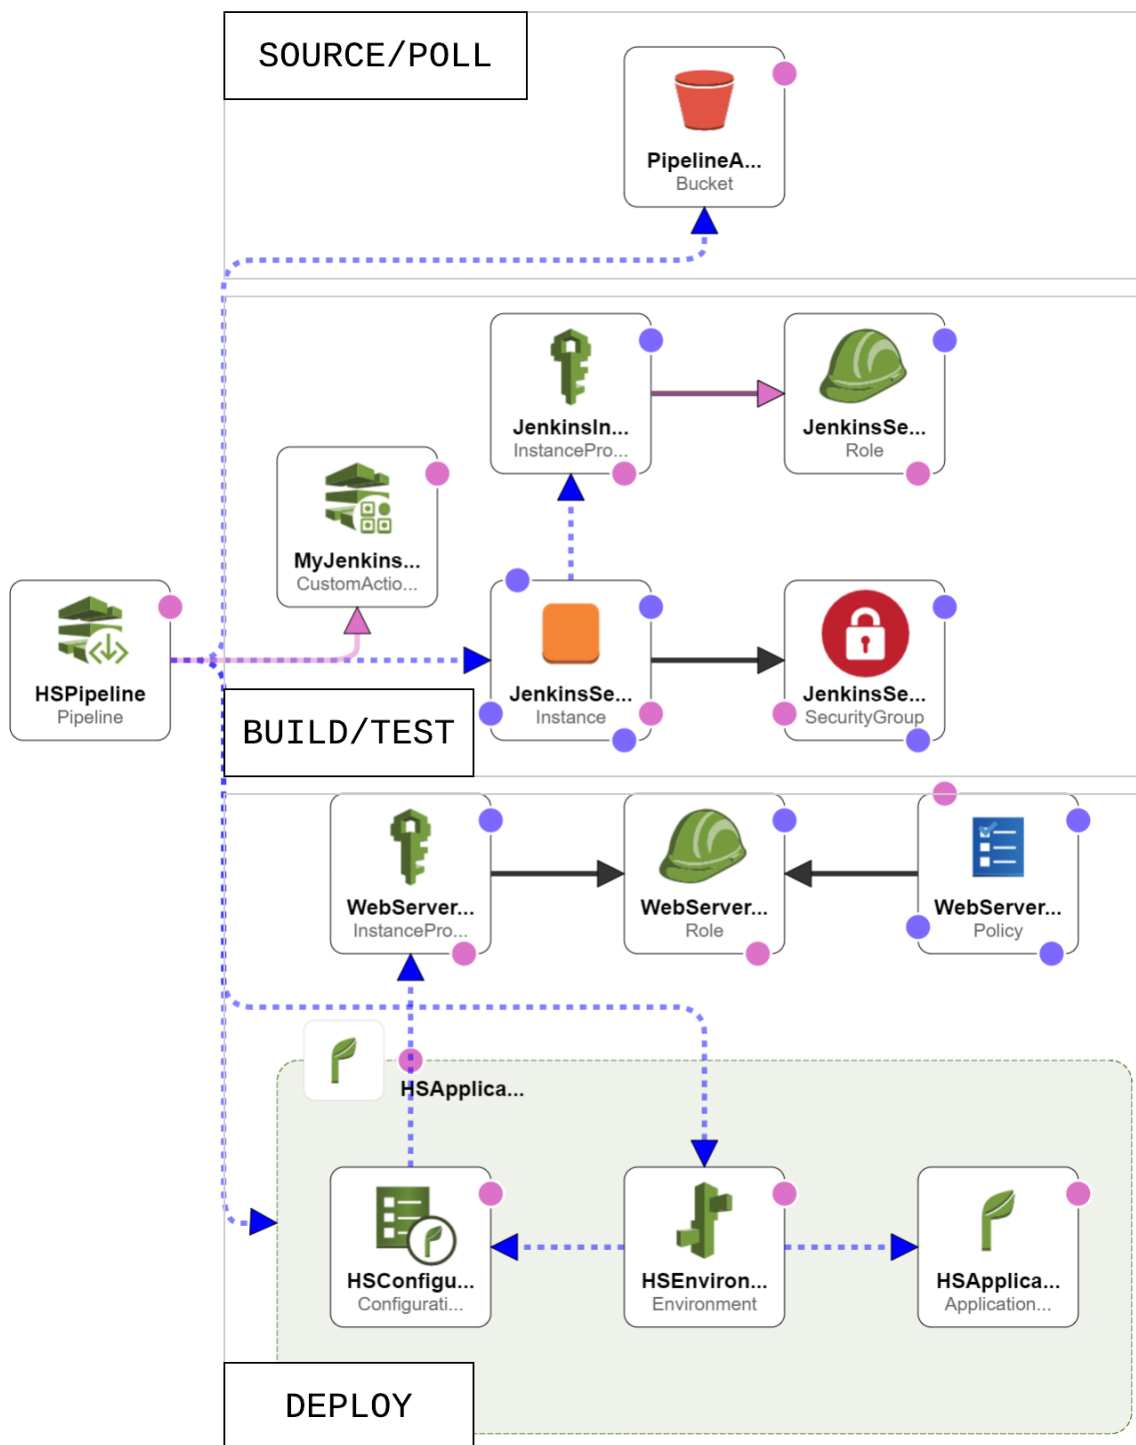 SOURCE/POLL
PipelineA...
Bucket
JenkinsIn...
InstancePro...
JenkinsSe...
Role
MyJenkins...
CustomActio...
HSPipeline
Pipeline
JenkinsSe...
Instance
JenkinsSe...
SecurityGroup
BUILD/TEST
WebServer...
InstancePro...
WebServer...
Role
WebServer...
Policy
HSApplica...
HSConfigu...
Configurati...
HSEnviron...
Environment
HSApplica...
Application...
DEPLOY